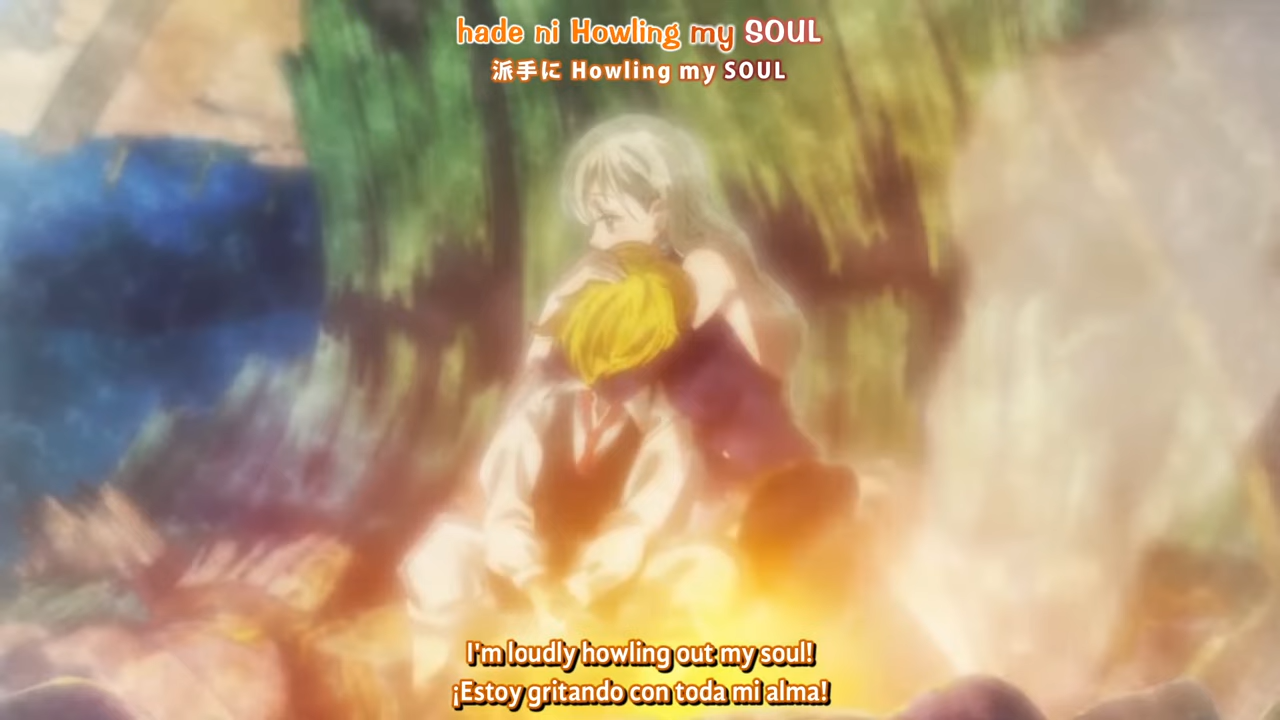 hade ni Howling my SOUL
派手に Howling my SOUL
I'm loudly howling out my soul!
¡Estoy gritando con toda mi alma!